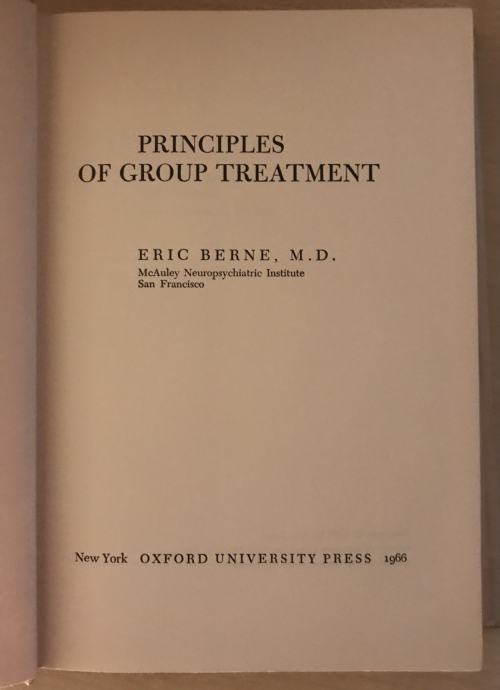 PRINCIPLES
OF GROUP TREATMENT
ERIC BERNE, M.D.
McAuley Neuropsychiatric Institute
San Francisco
New York OXFORD UNIVERSITY PRESS 1966